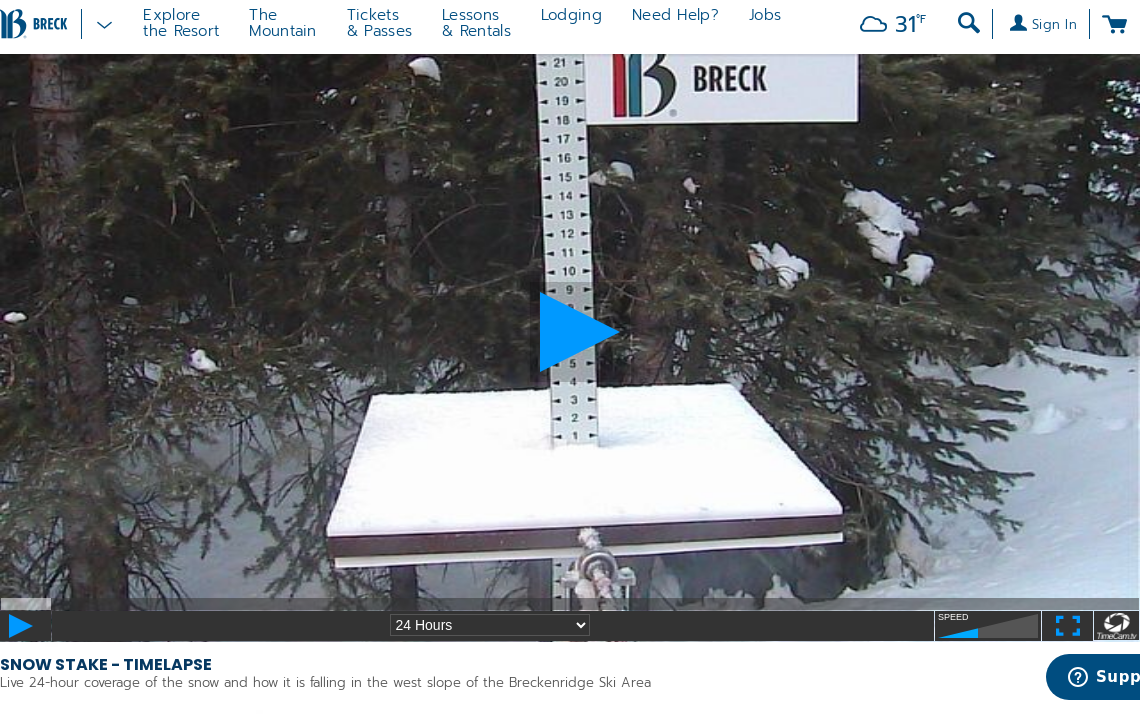 BRECK
Explore
the Resort
The
Mountain
Tickets
& Passes
Lessons
& Rentals
Lodging
Need Help?
Jobs
31°F
Sign In
BRECK
®
21
20
19
18
17
16
15
14
13
12
11
10
9
5
4
3
2
1
24 Hours
SPEED
TimeCam.tv
SNOW STAKE - TIMELAPSE
Live 24-hour coverage of the snow and how it is falling in the west slope of the Breckenridge Ski Area
Supp